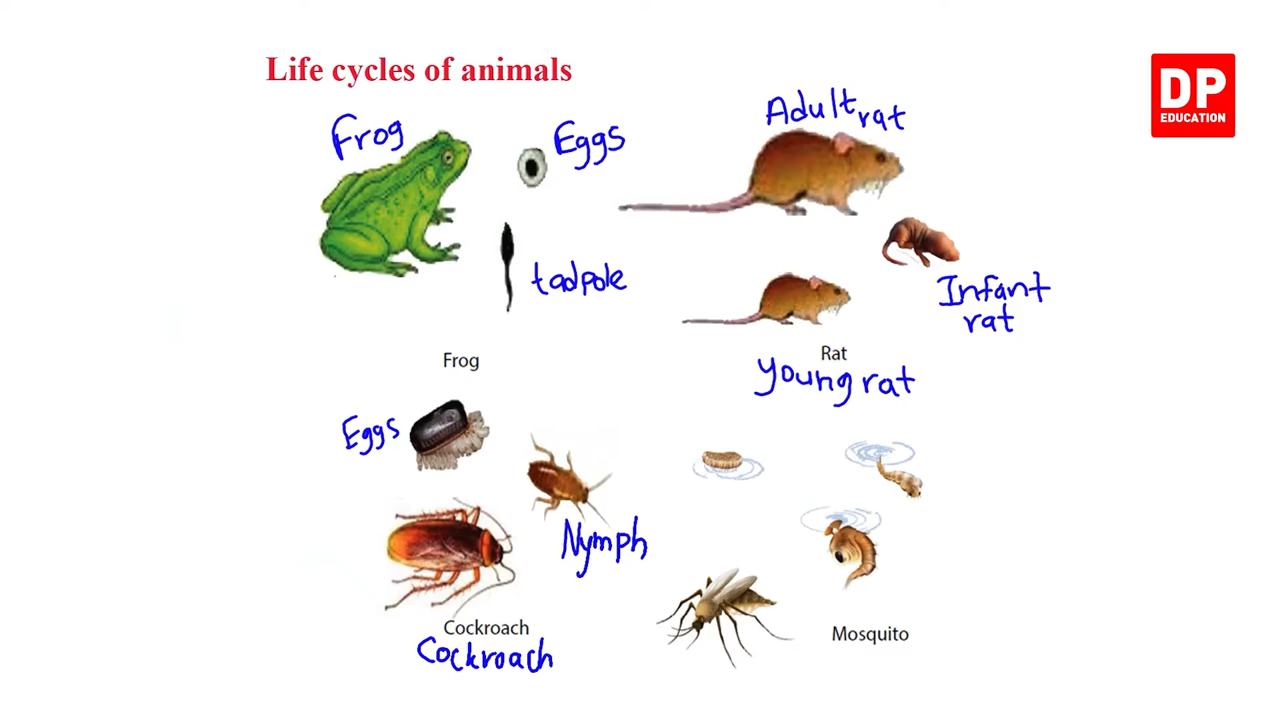 Life cycles of animals
DP
EDUCATION
Frog
Eggs
tadpole
Frog
Adult rat
Infant
rat
Rat
Young rat
Eggs
Nymph
Cockroach
Cockroach
Mosquito